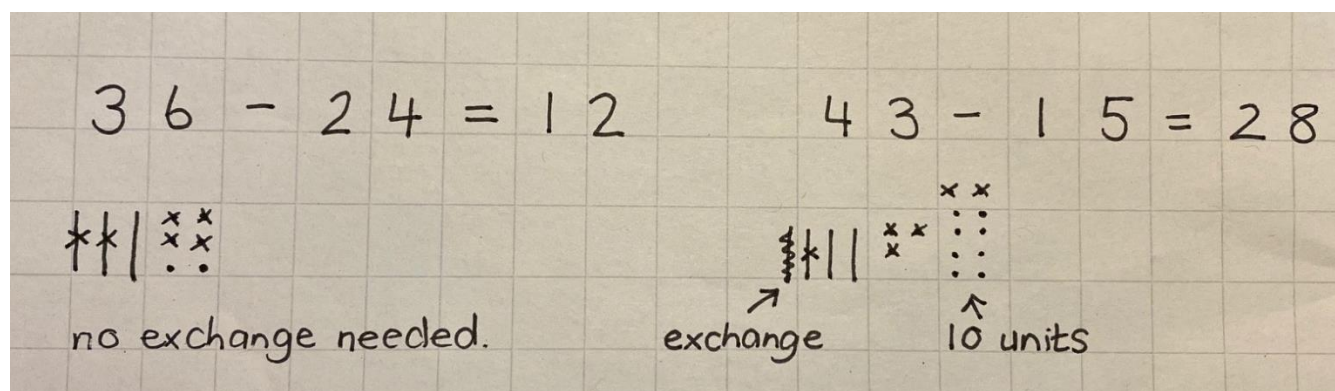 36 - 24 = 12
no exchange needed.
43 - 15 = 28
exchange
10 units